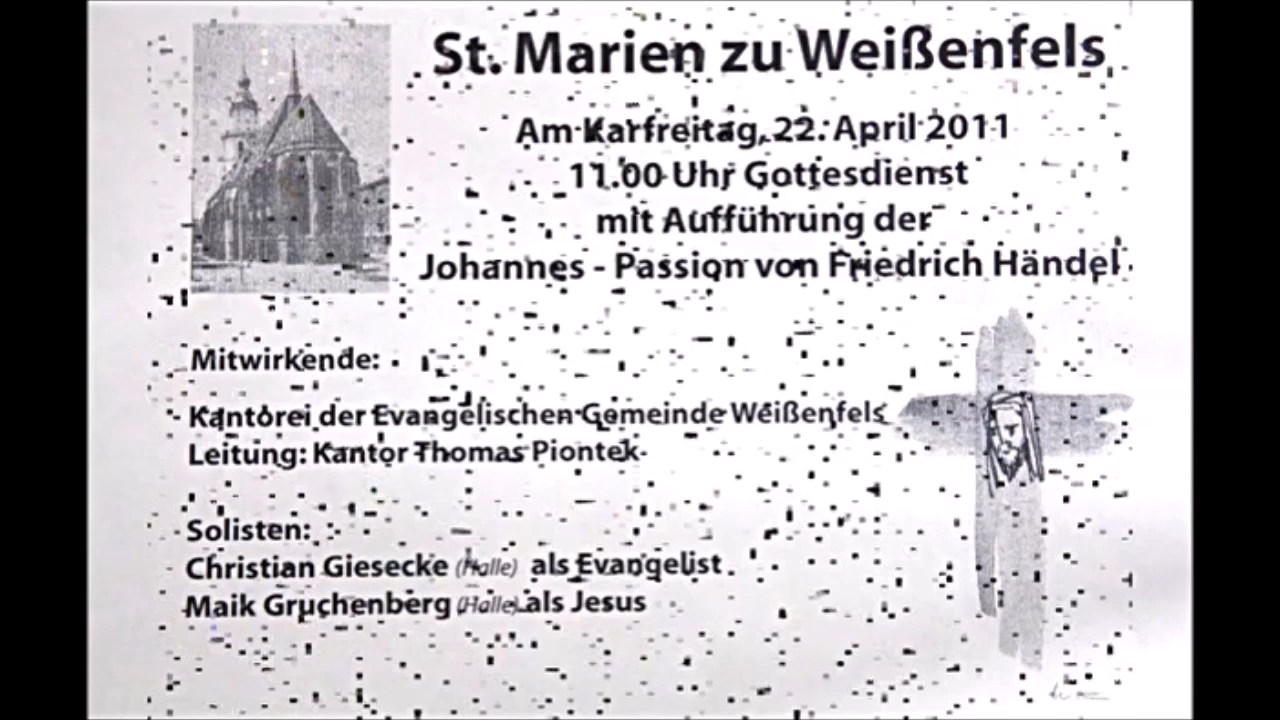 St. Marien zu Weißenfels
Am Karfreitag, 22. April 2011
11.00 Uhr Gottesdienst
mit Aufführung der
Johannes - Passion von Friedrich Händel
Mitwirkende:
Kantorei der Evangelischen Gemeinde Weißenfels
Leitung: Kantor Thomas Piontek
Solisten:
Christian Giesecke (Halle) als Evangelist
Maik Gruchenberg (Halle) als Jesus